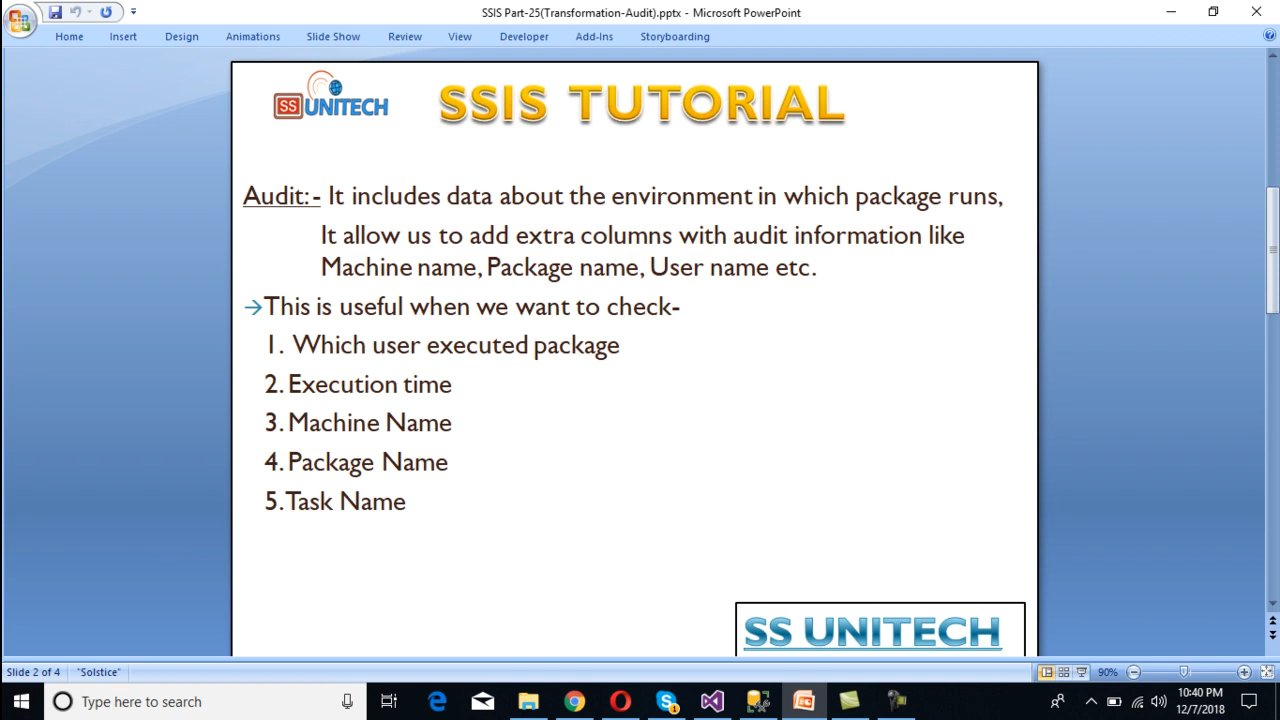 SSIS Part-25(Transformation-Audit).pptx - Microsoft PowerPoint
Home Insert Design Animations Slide Show Review View Developer Add-Ins Storyboarding
SS UNITECH
SSIS TUTORIAL
Audit:- It includes data about the environment in which package runs,
It allow us to add extra columns with audit information like
Machine name, Package name, User name etc.
→This is useful when we want to check-
1. Which user executed package
2. Execution time
3. Machine Name
4. Package Name
5. Task Name
SS UNITECH
Slide 2 of 4 "Solstice" 90%
Type here to search
10:40 PM
12/7/2018